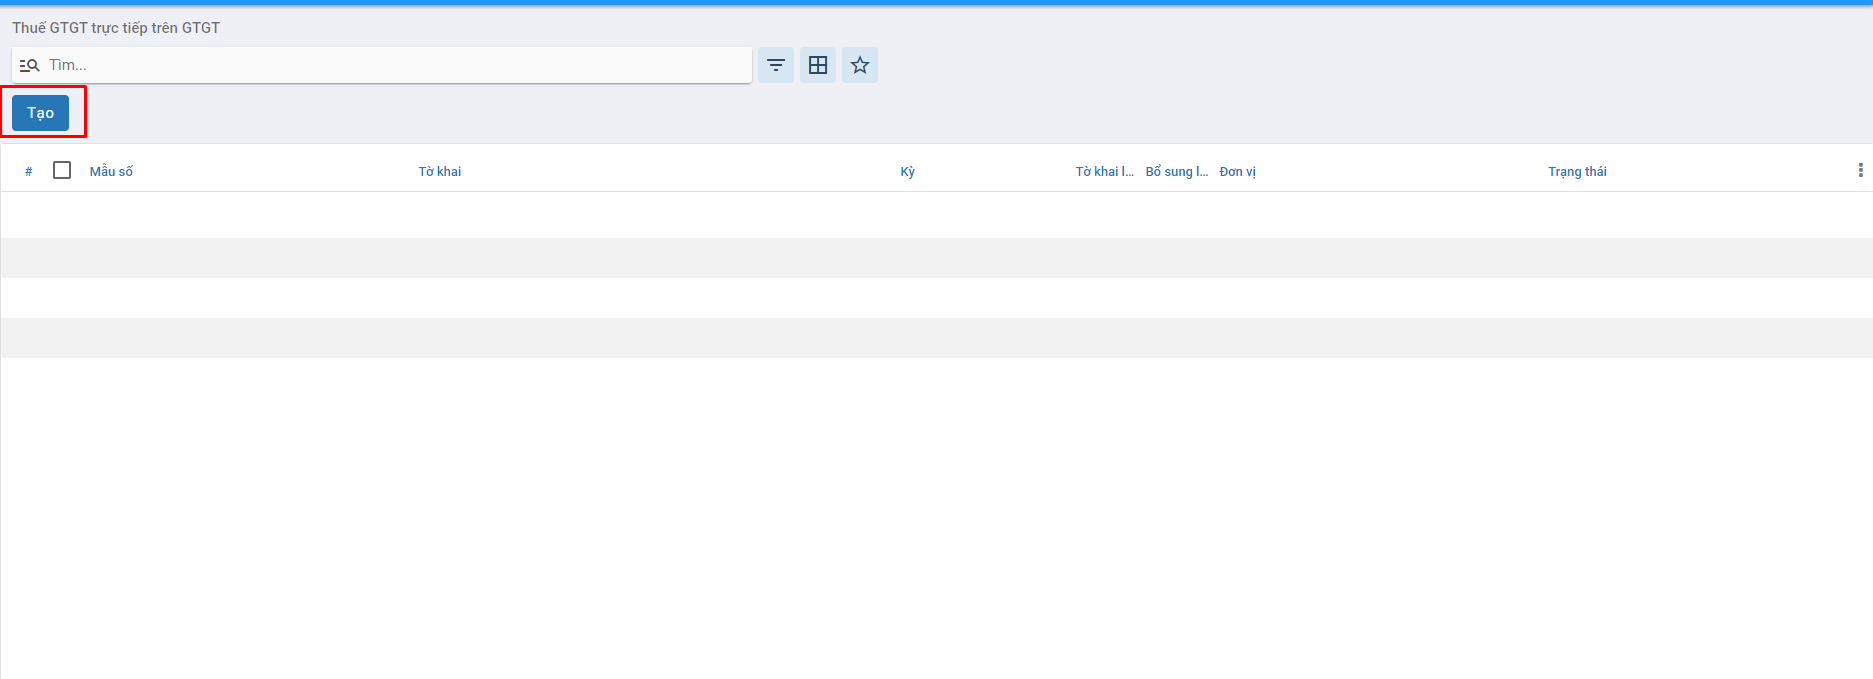 Thuế GTGT trực tiếp trên GTGT
Tìm...
Tạo
# Mẫu số Tờ khai Kỳ Tờ khai l... Bổ sung l... Đơn vị Trạng thái